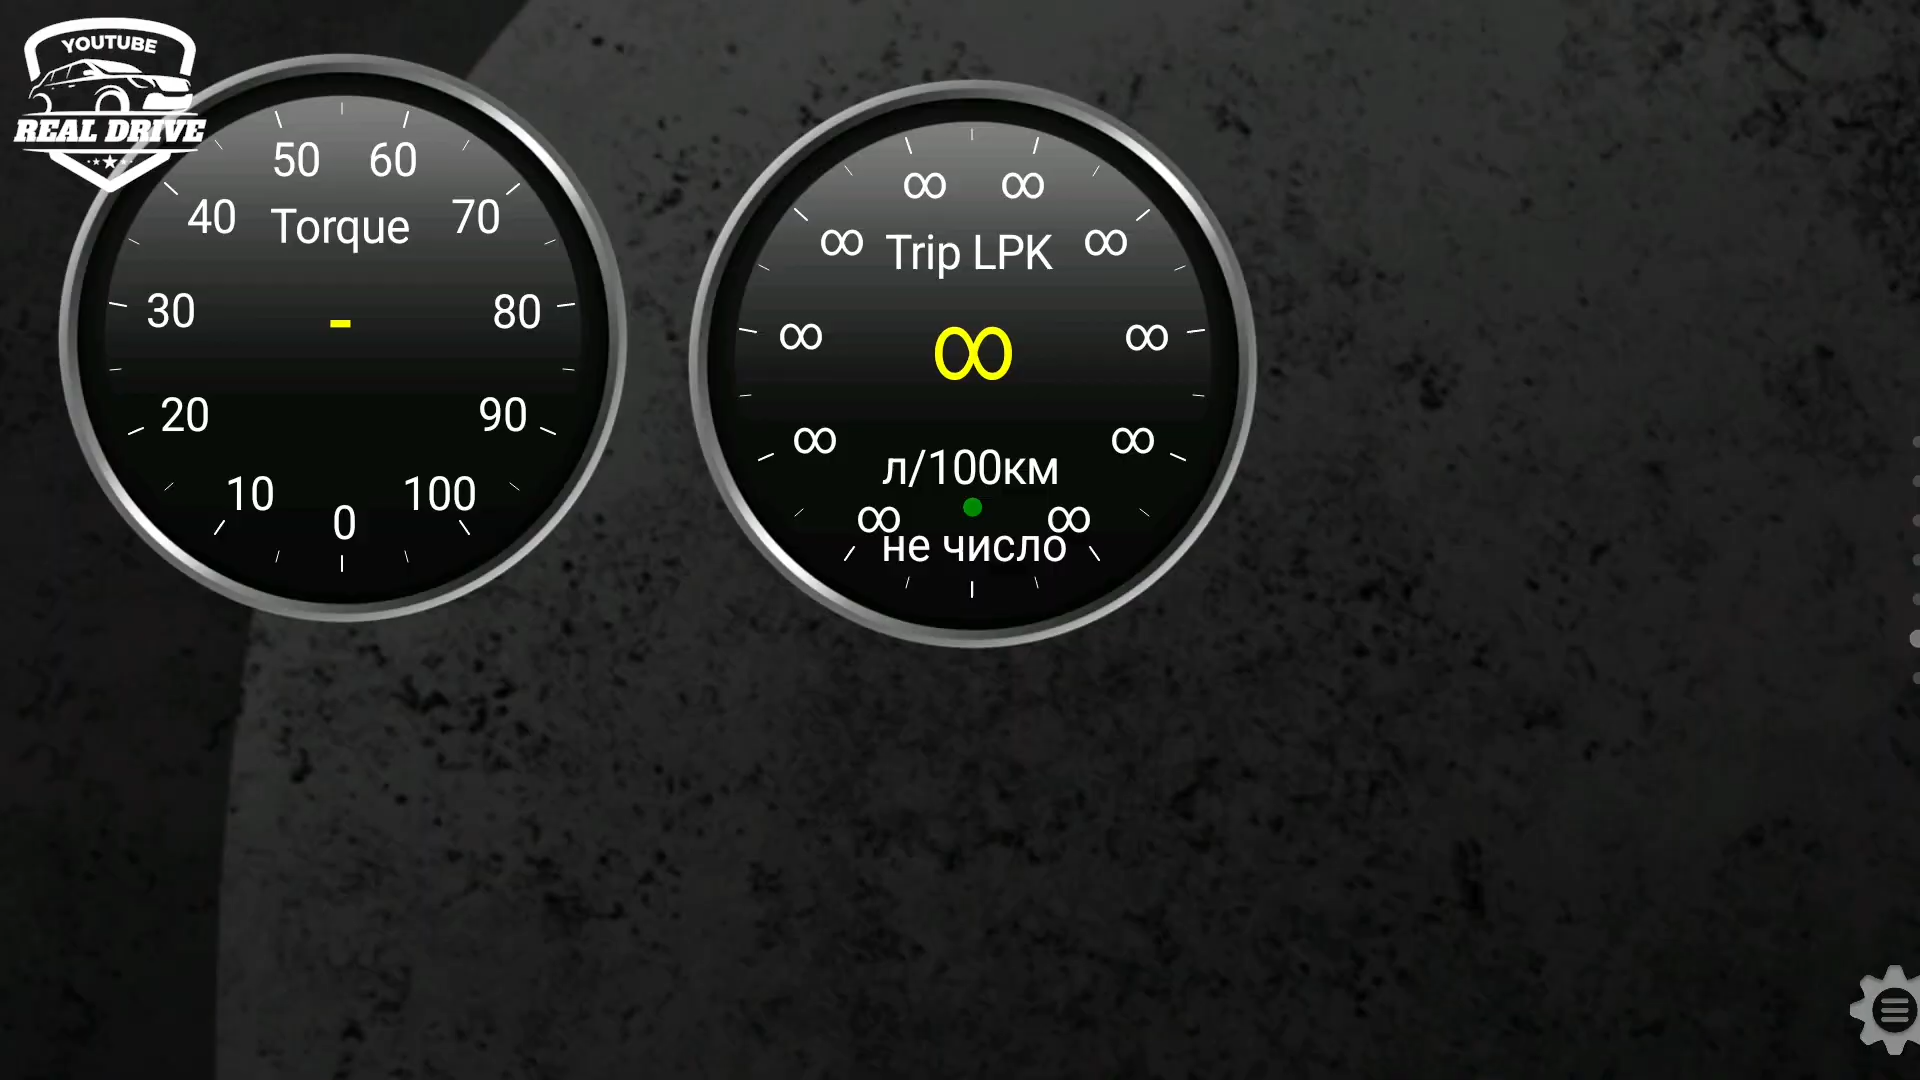 YOUTUBE
REAL DRIVE
50 60
40 Torque 70
30 - 80
20 90
10 100
0
∞ ∞
∞ Trip LPK ∞
∞ ∞ ∞
∞ ∞
л/100км
∞ ∞
не число